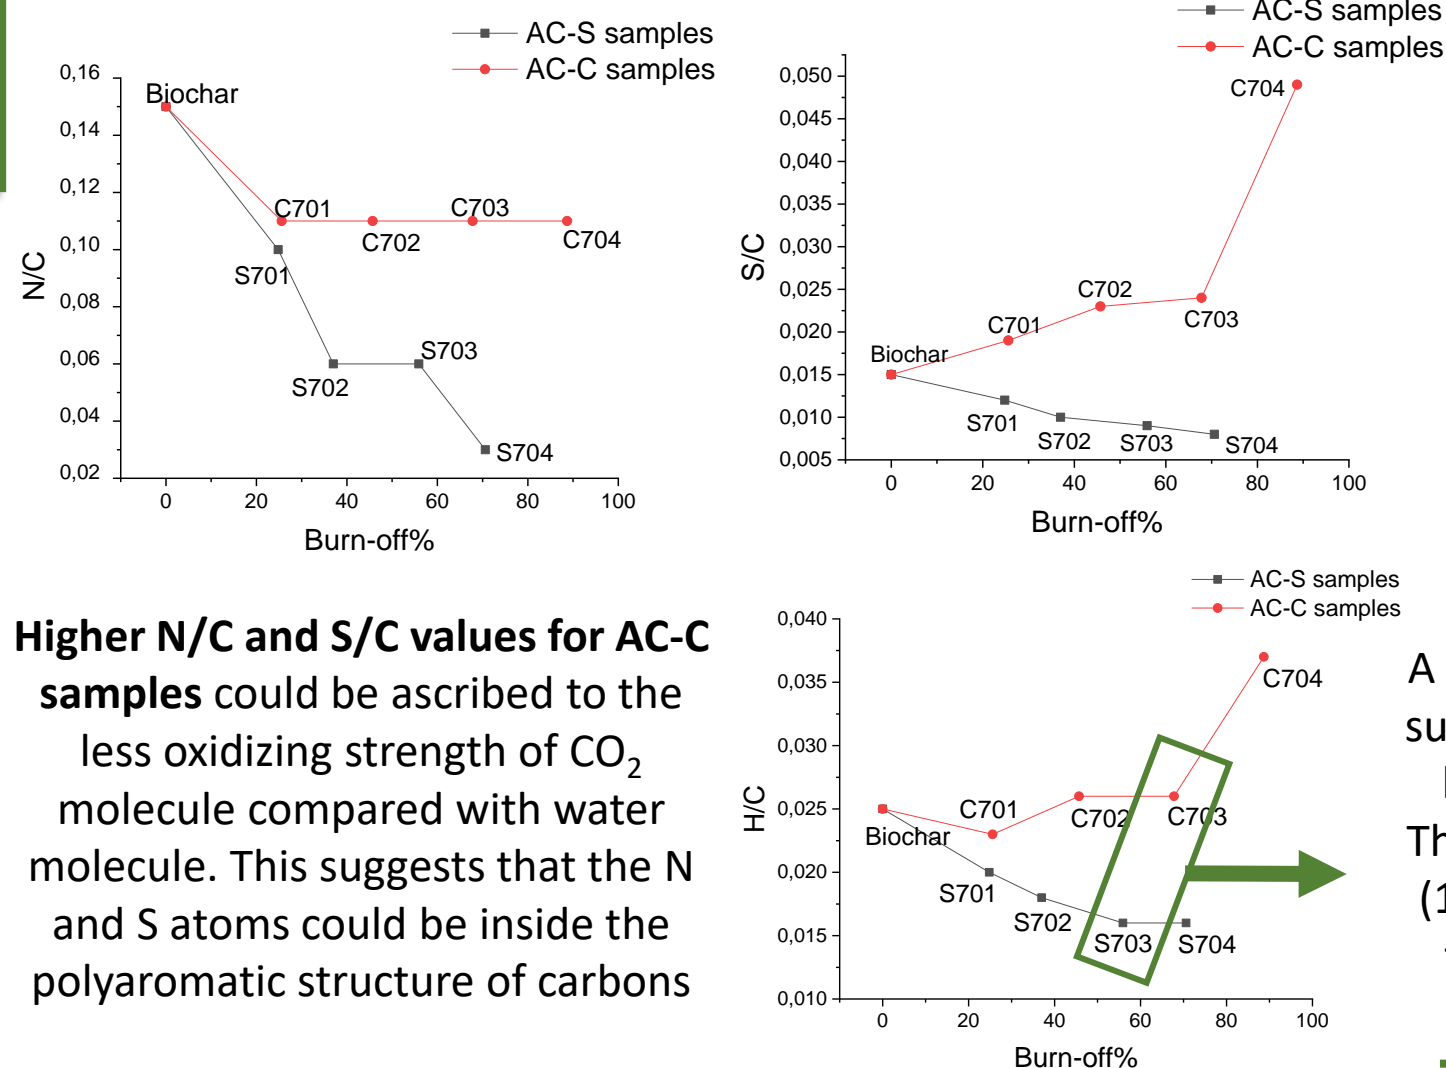 AC-S samples
AC-C samples
0,16
0,14
0,12
0,10
0,08
0,06
0,04
0,02
N/C
Biochar
C701
C702
C703
C704
S701
S702
S703
S704
0 20 40 60 80 100
Burn-off%
AC-S samples
AC-C samples
0,050
0,045
0,040
0,035
0,030
0,025
0,020
0,015
0,010
0,005
S/C
Biochar
C701
C702
C703
C704
S701
S702
S703
S704
0 20 40 60 80 100
Burn-off%
Higher N/C and S/C values for AC-C
samples could be ascribed to the
less oxidizing strength of CO2
molecule compared with water
molecule. This suggests that the N
and S atoms could be inside the
polyaromatic structure of carbons
AC-S samples
AC-C samples
0,040
0,035
0,030
0,025
0,020
0,015
0,010
H/C
Biochar
C701
C702
C703
C704
S701
S702
S703
S704
0 20 40 60 80 100
Burn-off%
A
su
Th
(1